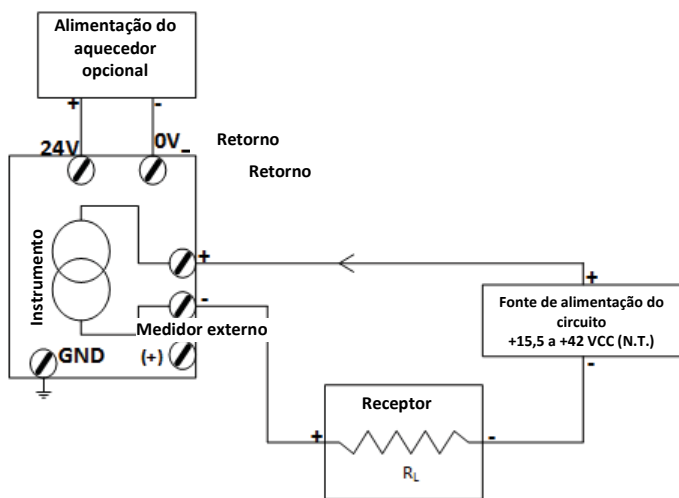 Alimentação do
aquecedor
opcional
+ -
24V 0V_ Retorno
Retorno
Instrumento
+
-
Medidor externo
GND (+)
+
Fonte de alimentação do
circuito
+15,5 a +42 VCC (N.T.)
-
Receptor
+ -
RL